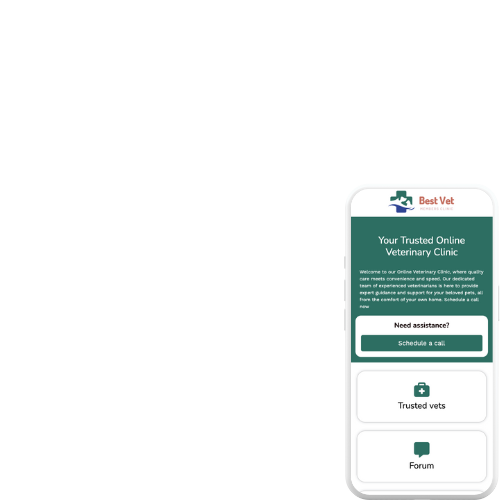 Best Vet
Your Trusted Online
Veterinary Clinic
Welcome to our Online Veterinary Clinic, where quality
care meets convenience and speed. Our dedicated
team of experienced veterinarians is here to provide
expert guidance and support for your beloved pets, all
from the comfort of your own home. Schedule a call
now
Need assistance?
Schedule a call
Trusted vets
Forum